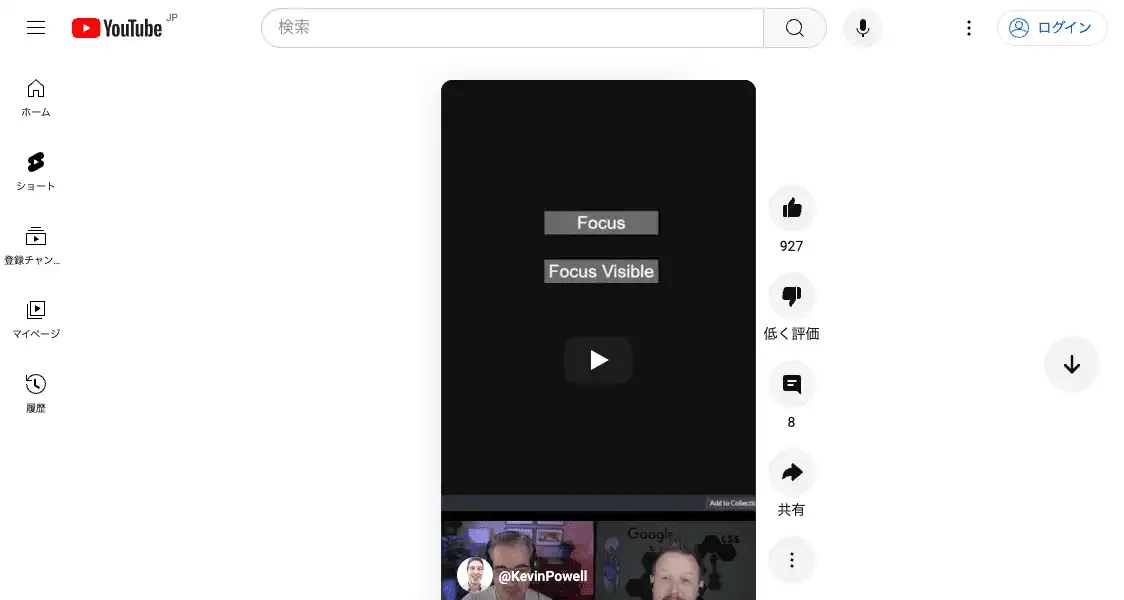 YouTube JP
検索
ログイン
ホーム
ショート
登録チャン...
マイページ
履歴
Focus
Focus Visible
Add to Collectio
Google
CSS
@KevinPowell
927
低く評価
8
共有